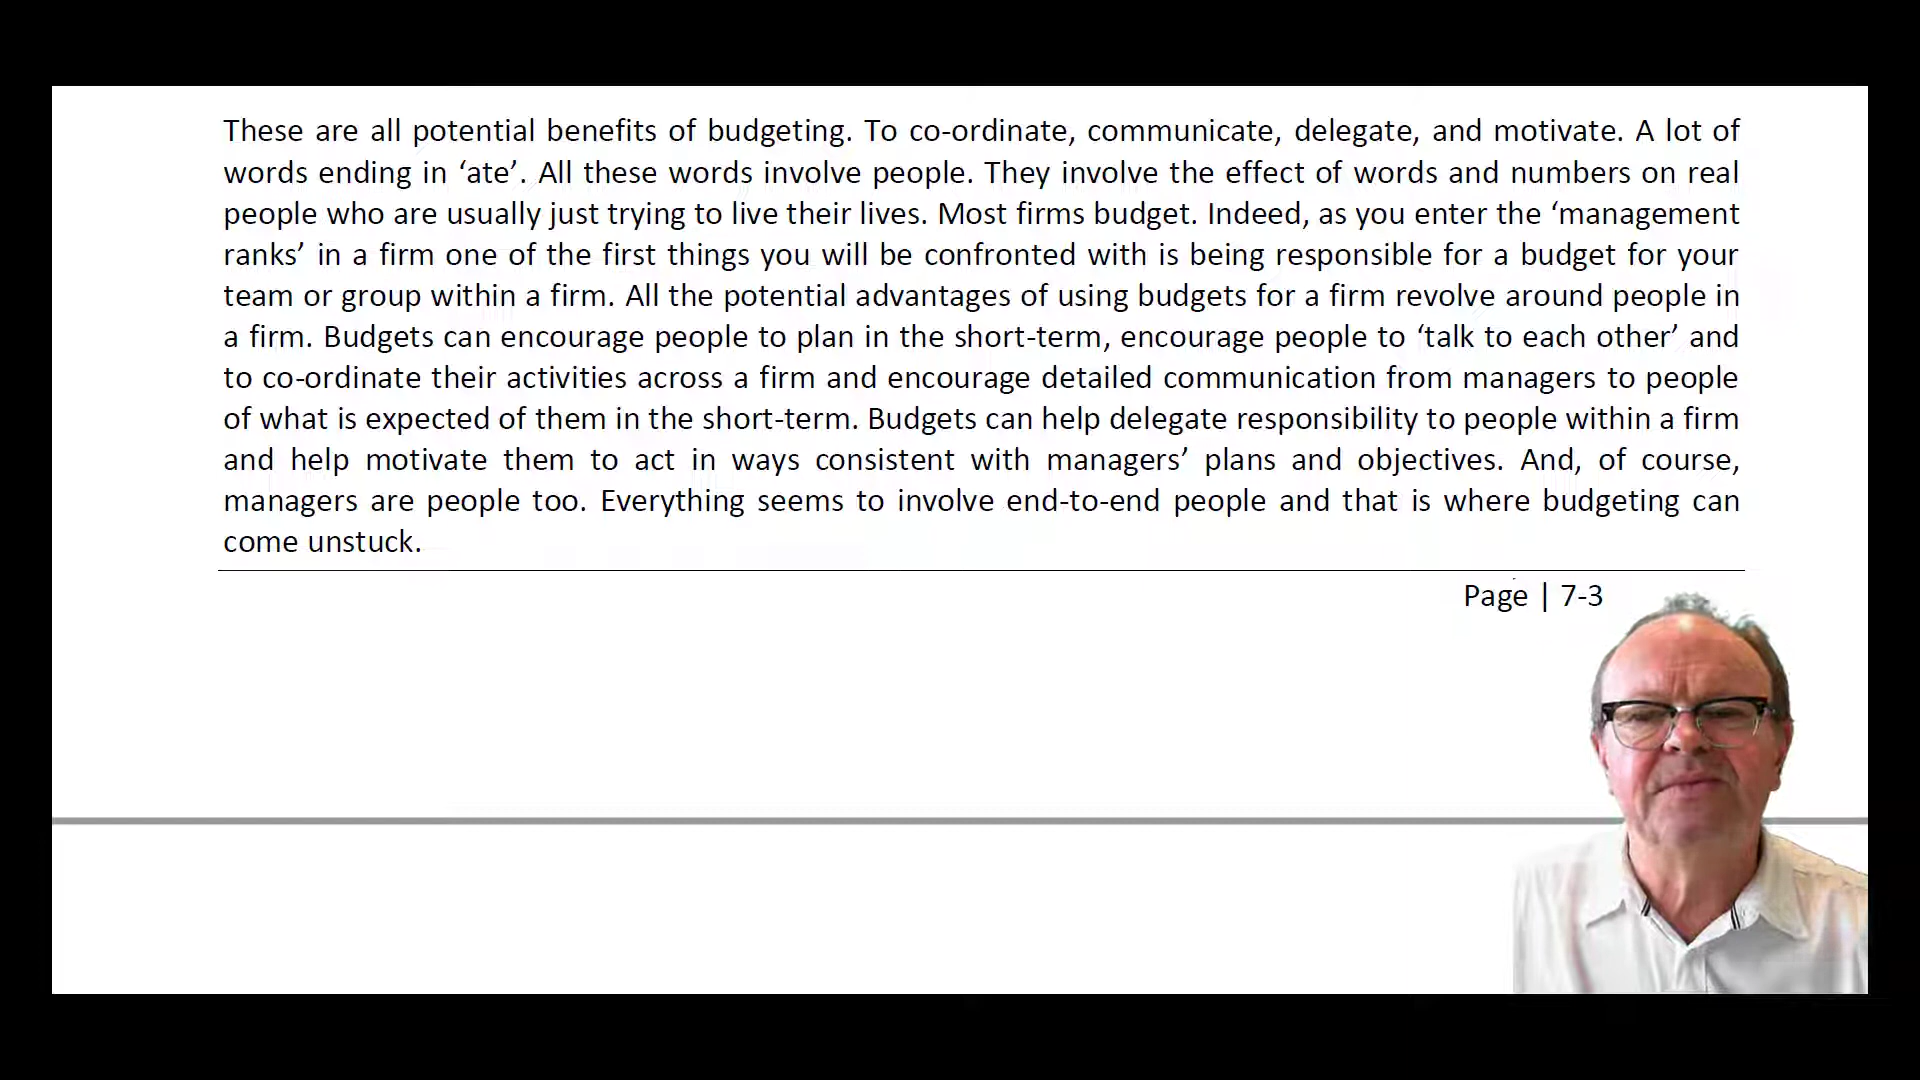 These are all potential benefits of budgeting. To co-ordinate, communicate, delegate, and motivate. A lot of
words ending in ‘ate’. All these words involve people. They involve the effect of words and numbers on real
people who are usually just trying to live their lives. Most firms budget. Indeed, as you enter the ‘management
ranks’ in a firm one of the first things you will be confronted with is being responsible for a budget for your
team or group within a firm. All the potential advantages of using budgets for a firm revolve around people in
a firm. Budgets can encourage people to plan in the short-term, encourage people to ‘talk to each other’ and
to co-ordinate their activities across a firm and encourage detailed communication from managers to people
of what is expected of them in the short-term. Budgets can help delegate responsibility to people within a firm
and help motivate them to act in ways consistent with managers’ plans and objectives. And, of course,
managers are people too. Everything seems to involve end-to-end people and that is where budgeting can
come unstuck.
Page | 7-3